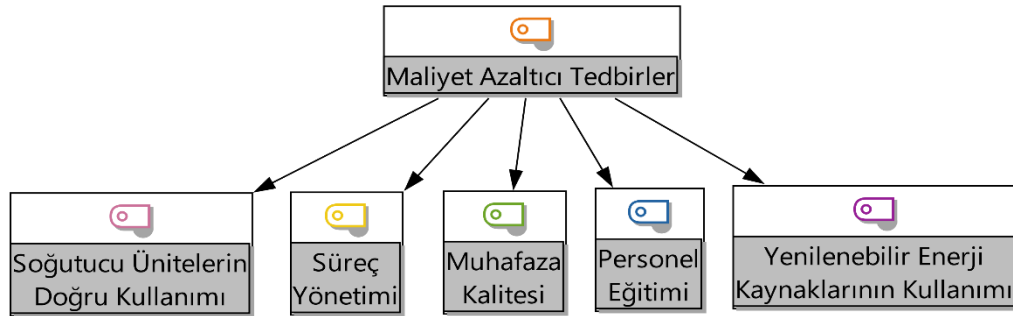 Maliyet Azaltıcı Tedbirler
Soğutucu Ünitelerin
Doğru Kullanımı
Süreç
Yönetimi
Muhafaza
Kalitesi
Personel
Eğitimi
Yenilenebilir Enerji
Kaynaklarının Kullanımı